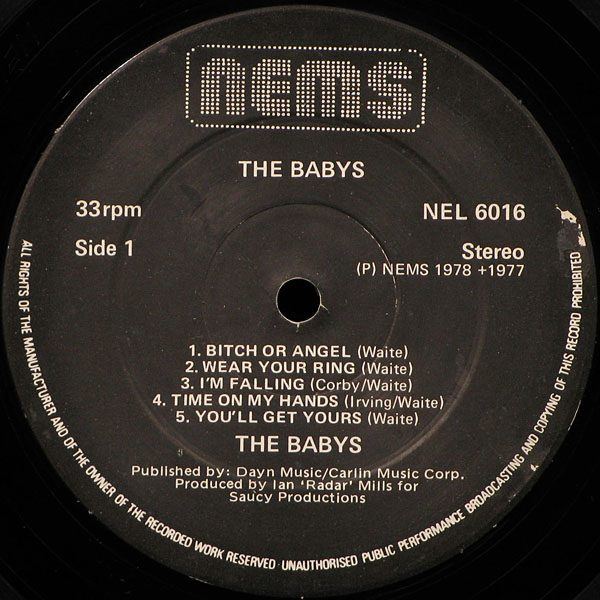 nems
THE BABYS
33rpm
NEL 6016
Side 1
Stereo
(P) NEMS 1978 +1977
1. BITCH OR ANGEL (Waite)
2. WEAR YOUR RING (Waite)
3. I'M FALLING (Corby/Waite)
4. TIME ON MY HANDS (Irving/Waite)
5. YOU'LL GET YOURS (Waite)
THE BABYS
Published by: Dayn Music/Carlin Music Corp.
Produced by Ian 'Radar' Mills for
Saucy Productions
ALL RIGHTS OF THE MANUFACTURER AND OF THE OWNER OF THE RECORDED WORK RESERVED · UNAUTHORISED PUBLIC PERFORMANCE BROADCASTING AND COPYING OF THIS RECORD PROHIBITED